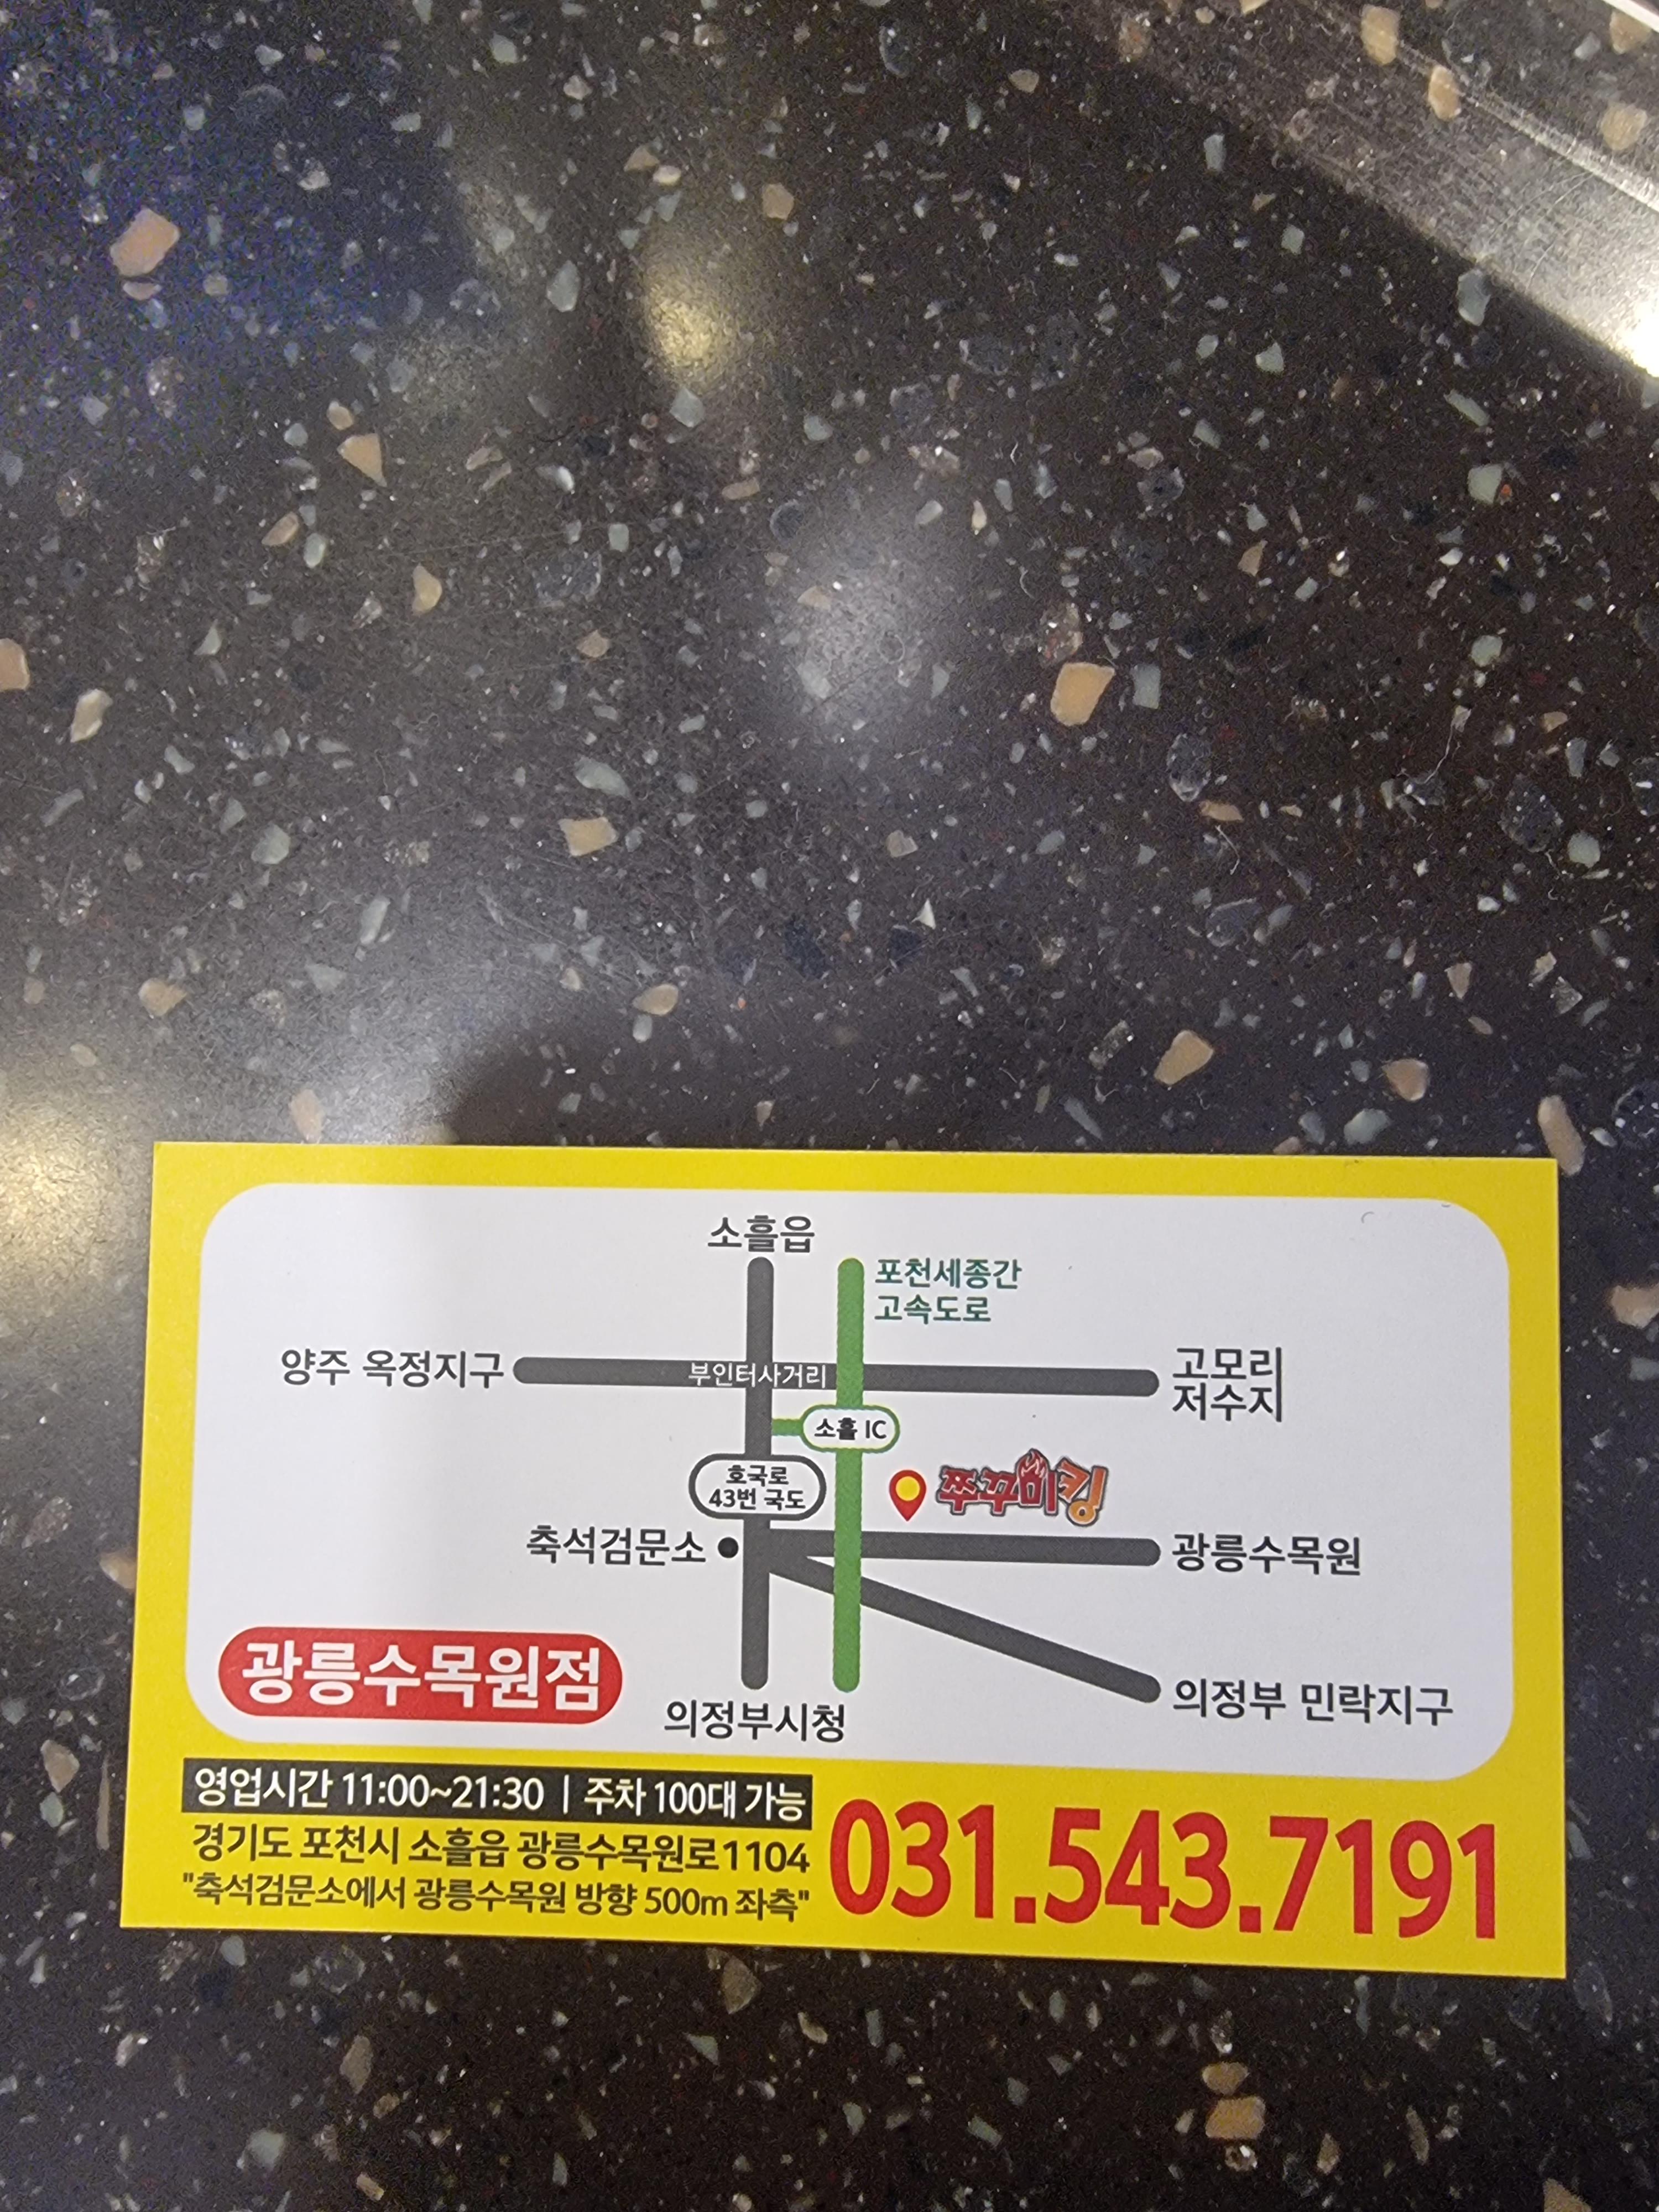 소흘읍
포천세종간
고속도로
양주 옥정지구
부인터사거리
고모리
저수지
소흘 IC
호국로
43번 국도
쭈꾸미킹
축석검문소
광릉수목원
광릉수목원점
의정부시청
의정부 민락지구
영업시간 11:00~21:30 | 주차 100대 가능
경기도 포천시 소흘읍 광릉수목원로1104
"축석검문소에서 광릉수목원 방향 500m 좌측"
031.543.7191